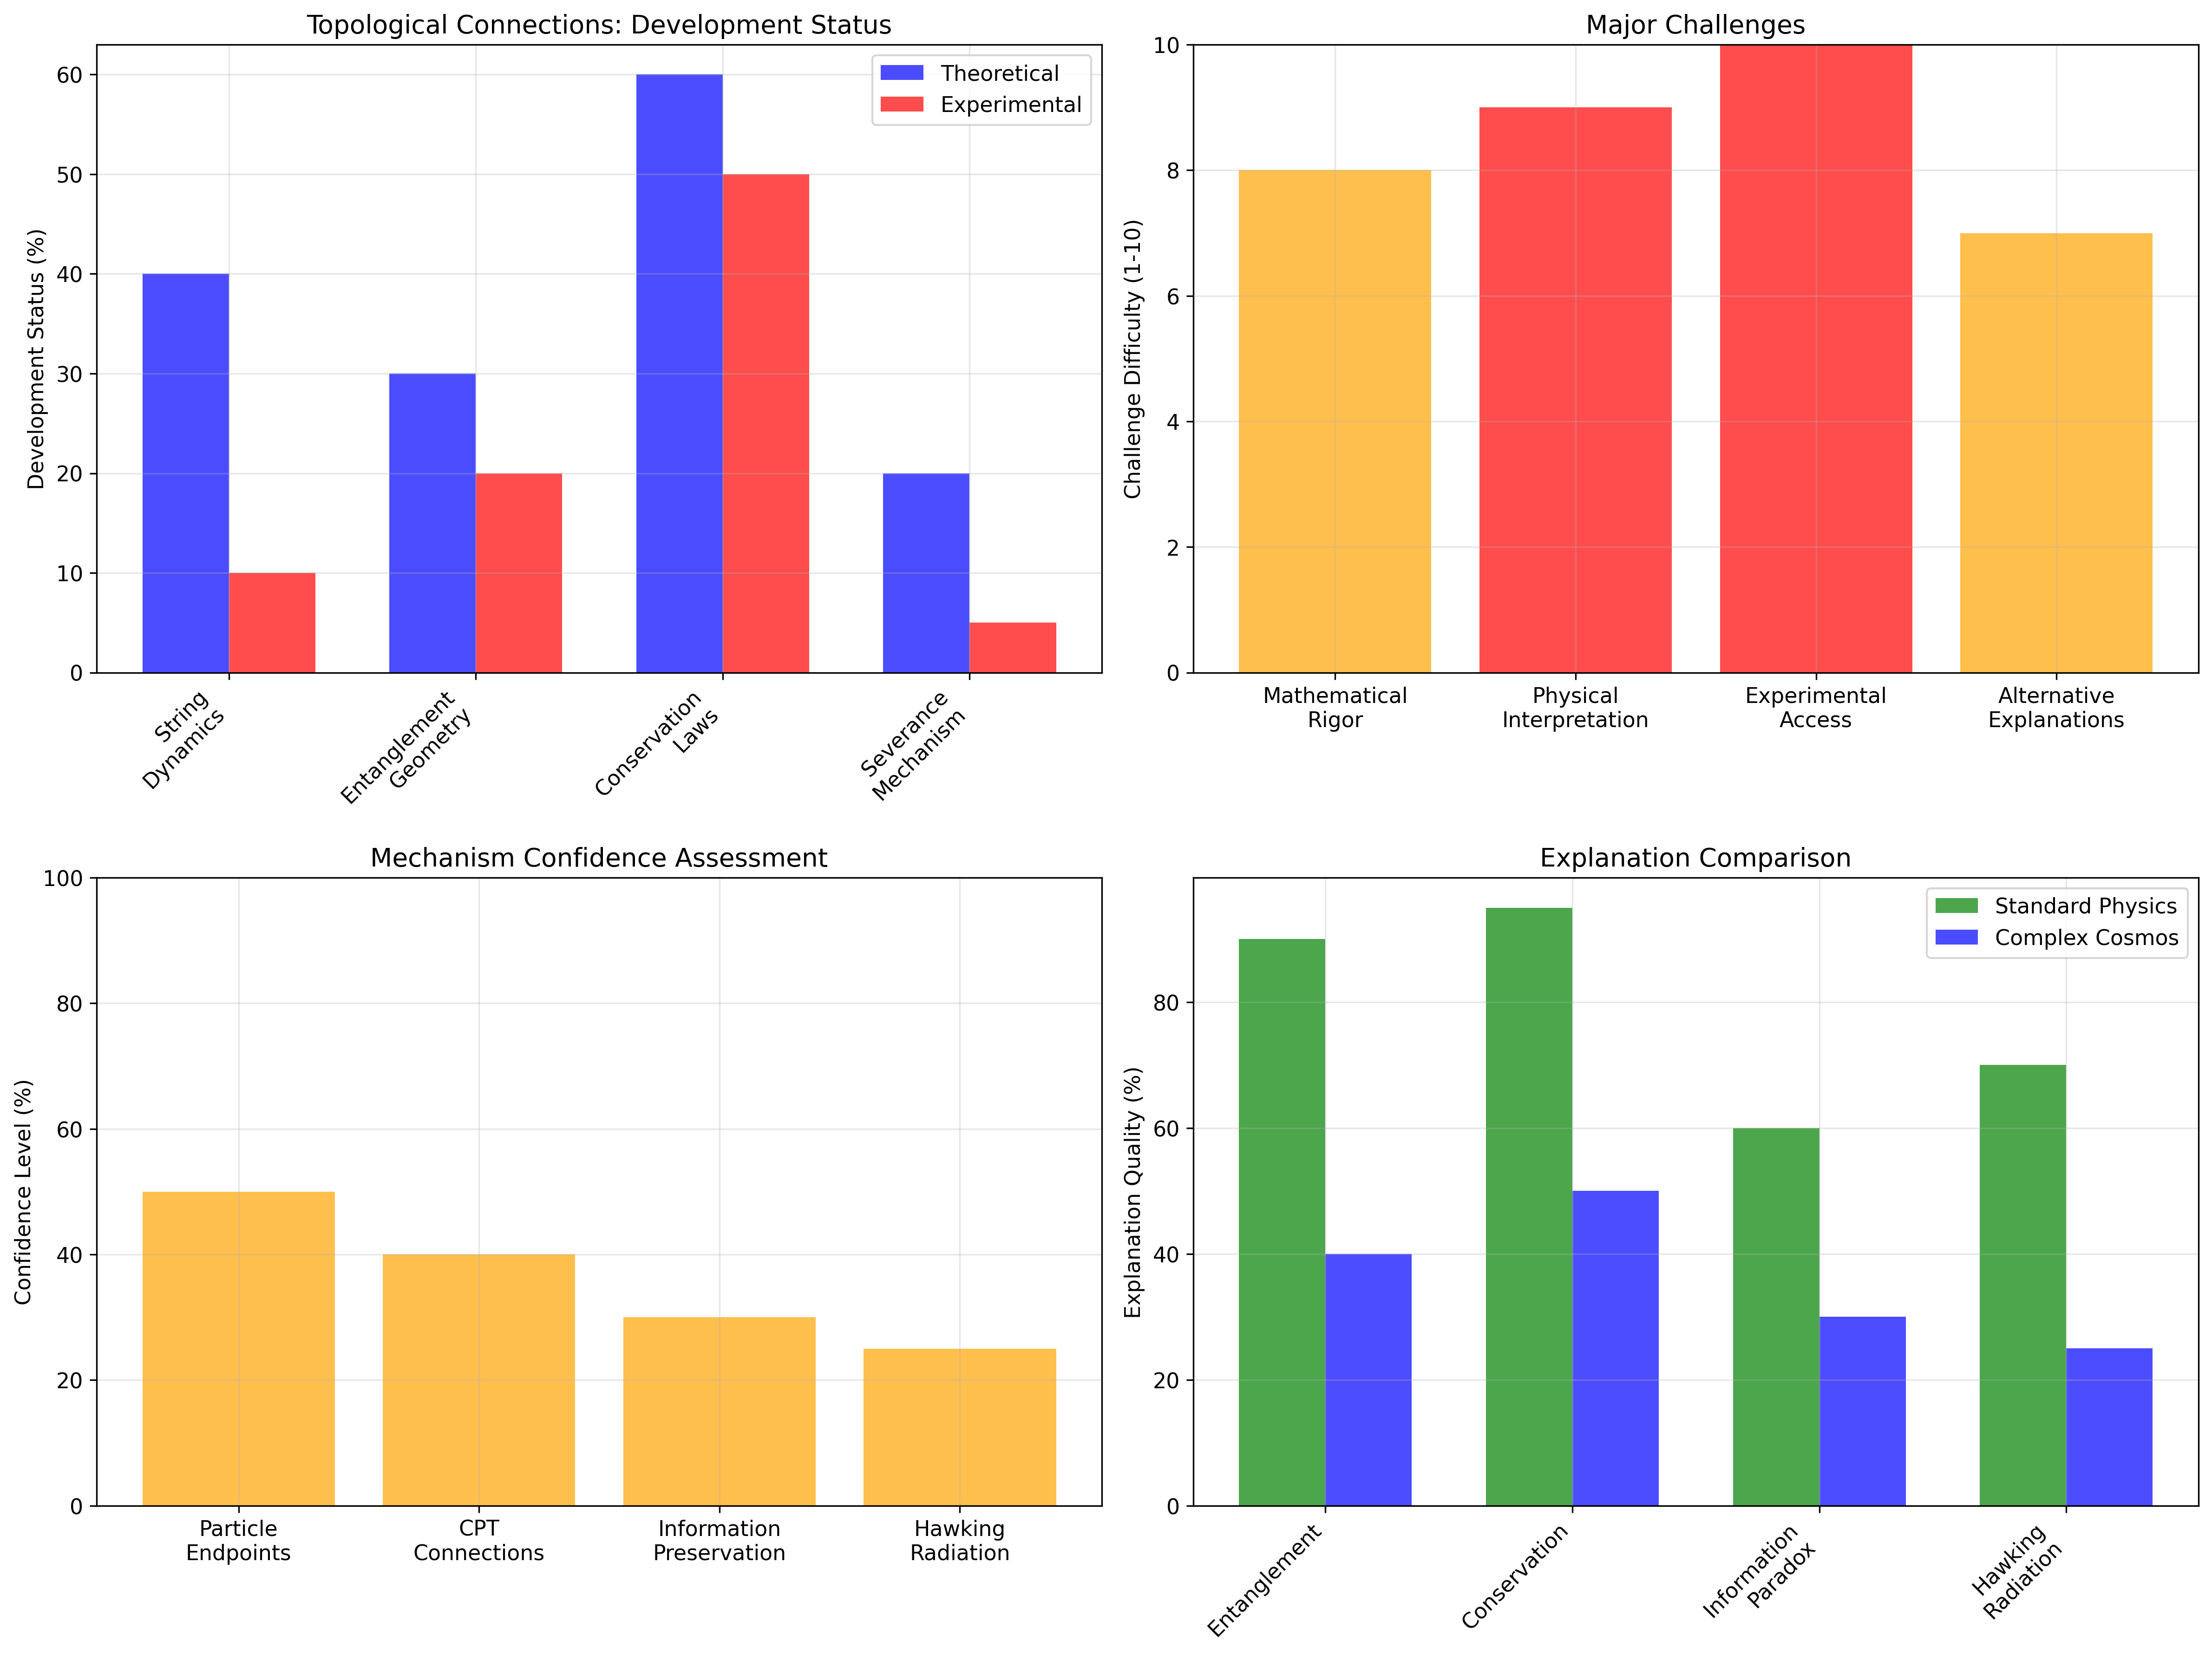 Topological Connections: Development Status
Development Status (%)
60
50
40
30
20
10
0
Theoretical
Experimental
String
Dynamics
Entanglement
Geometry
Conservation
Laws
Severance
Mechanism
Major Challenges
Challenge Difficulty (1-10)
10
8
6
4
2
0
Mathematical
Rigor
Physical
Interpretation
Experimental
Access
Alternative
Explanations
Mechanism Confidence Assessment
Confidence Level (%)
100
80
60
40
20
0
Particle
Endpoints
CPT
Connections
Information
Preservation
Hawking
Radiation
Explanation Comparison
Explanation Quality (%)
80
60
40
20
0
Standard Physics
Complex Cosmos
Entanglement
Conservation
Information
Paradox
Hawking
Radiation